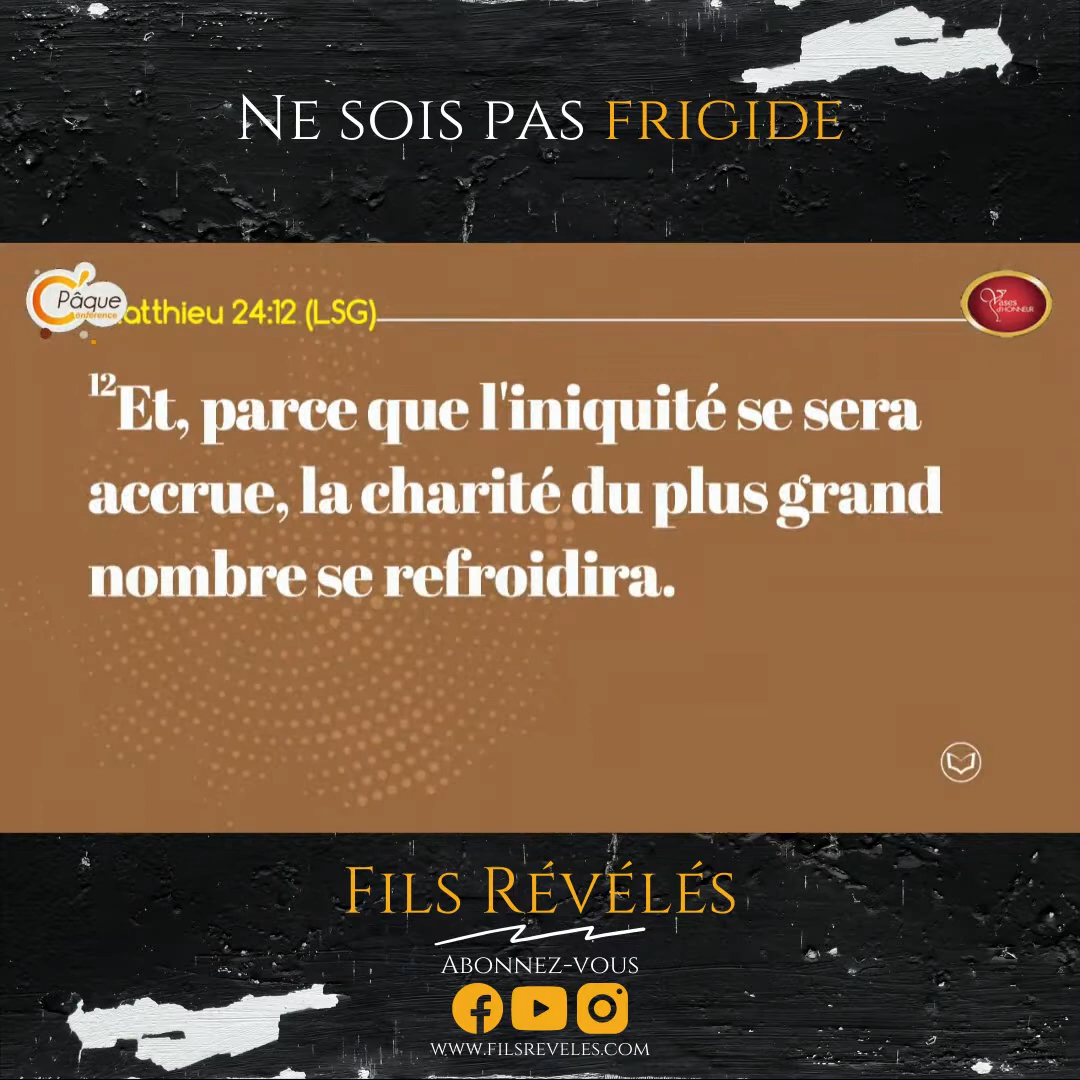 Ne sois pas frigide
Pâque
Conférence
atthieu 24:12 (LSG)
Vases
d'HONNEUR
12Et, parce que l'iniquité se sera
accrue, la charité du plus grand
nombre se refroidira.
Fils Révélés
Abonnez-vous
www.filsreveles.com